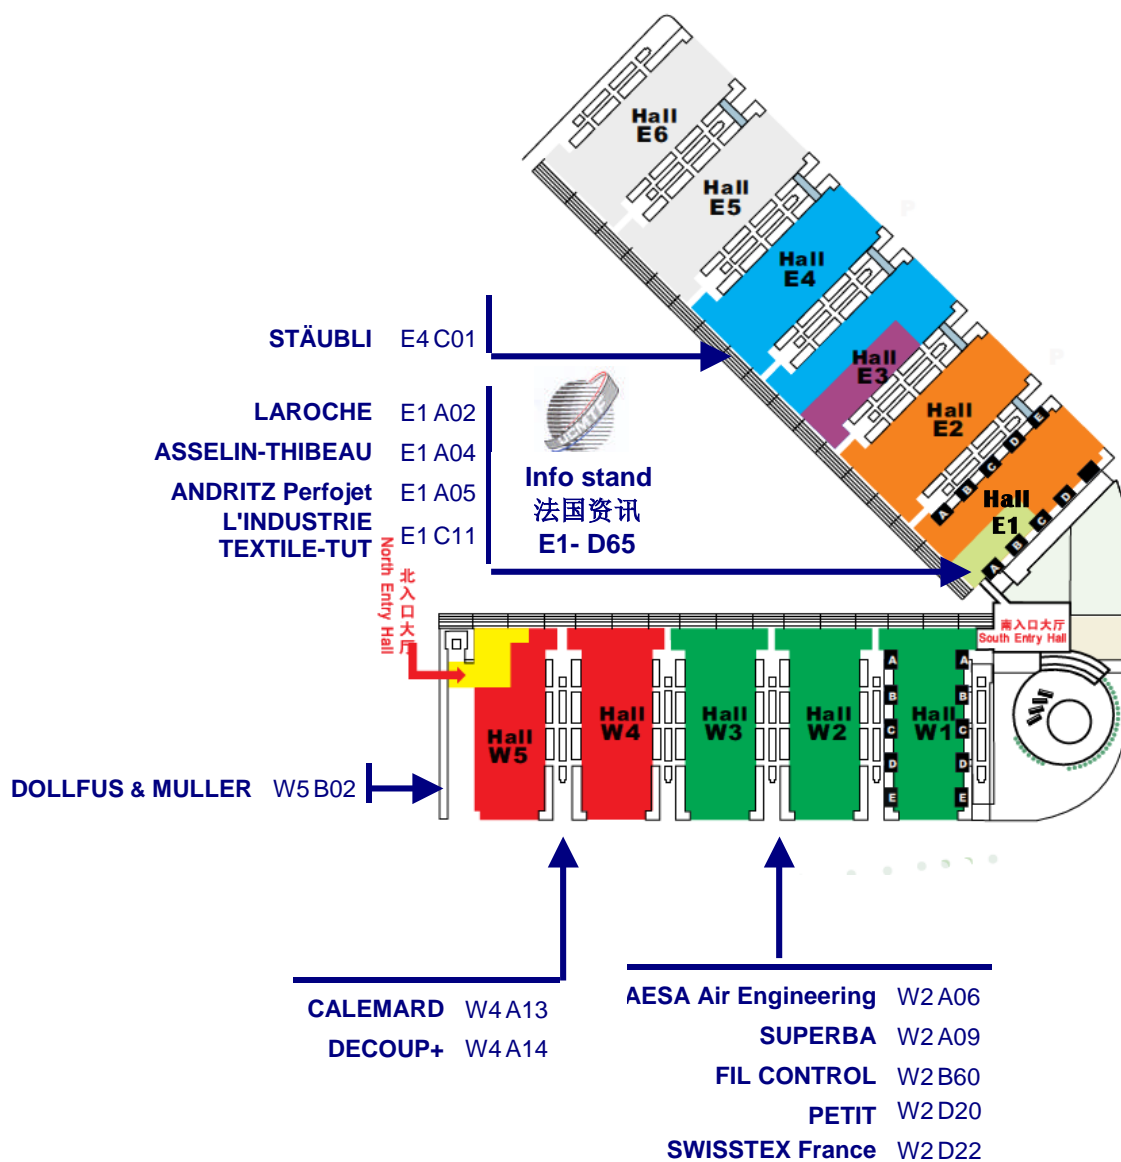 Hall
E6
Hall
E5
P
Hall
E4
Hall
E3
P
Hall
E2
A B C D E
Hall
E1
A B C D
STÄUBLI E4 C01
LAROCHE E1 A02
ASSELIN-THIBEAU E1 A04
ANDRITZ Perfojet E1 A05
L'INDUSTRIE
TEXTILE-TUT E1 C11
UCMTF
Info stand
法国资讯
E1- D65
北入口大厅
North Entry Hall
南入口大厅
South Entry Hall
Hall
W5
Hall
W4
Hall
W3
Hall
W2
Hall
W1
A A
B B
C C
D D
E E
DOLLFUS & MULLER W5 B02
CALEMARD W4 A13
DECOUP+ W4 A14
AESA Air Engineering W2 A06
SUPERBA W2 A09
FIL CONTROL W2 B60
PETIT W2 D20
SWISSTEX France W2 D22